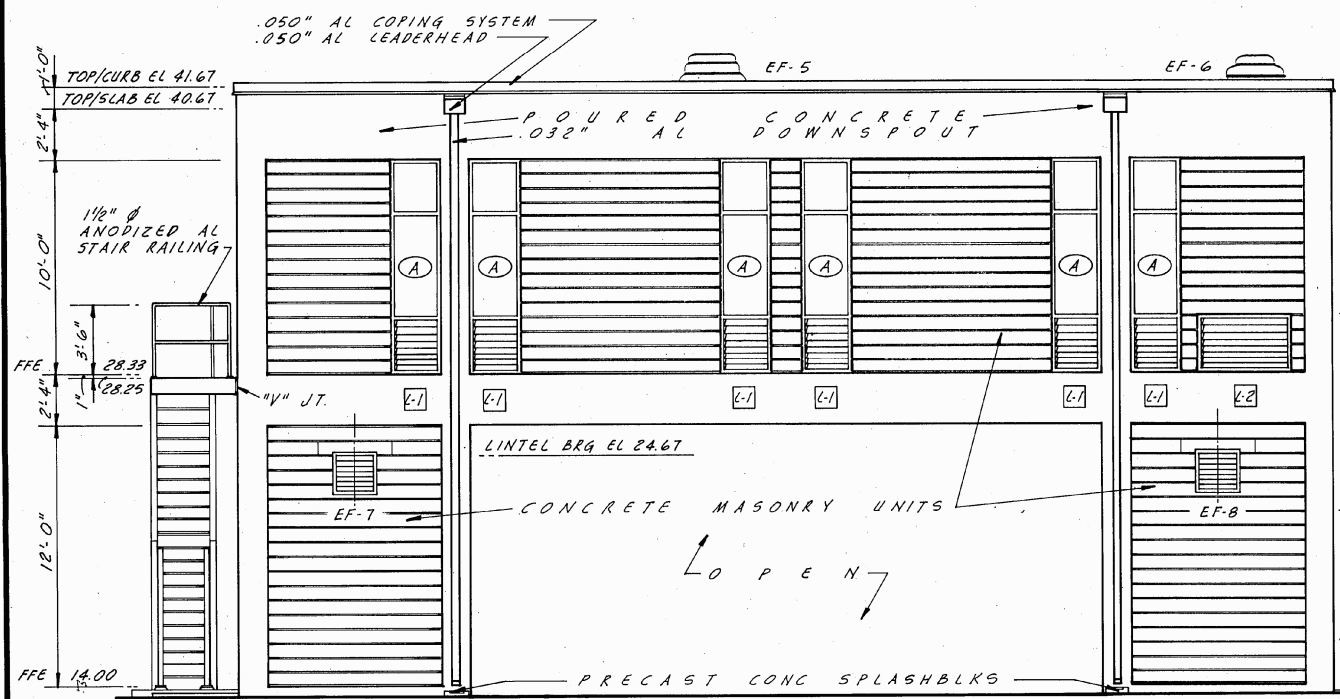 .050" AL COPING SYSTEM
.050" AL LEADERHEAD
EF-5
EF-6
1'-0"
TOP/CURB EL 41.67
TOP/SLAB EL 40.67
2'-4"
POURED CONCRETE
.032" AL DOWNSPOUT
1½" Ø
ANODIZED AL
STAIR RAILING
10'-0"
A
A
A
A
A
A
3'-6"
FFE 28.33
28.25
1"
2'-4"
"V" JT.
L-1
L-1
L-1
L-1
L-1
L-1
L-2
LINTEL BRG EL 24.67
EF-7
CONCRETE MASONRY UNITS
EF-8
12'-0"
OPEN
FFE 14.00
PRECAST CONC SPLASHBLKS